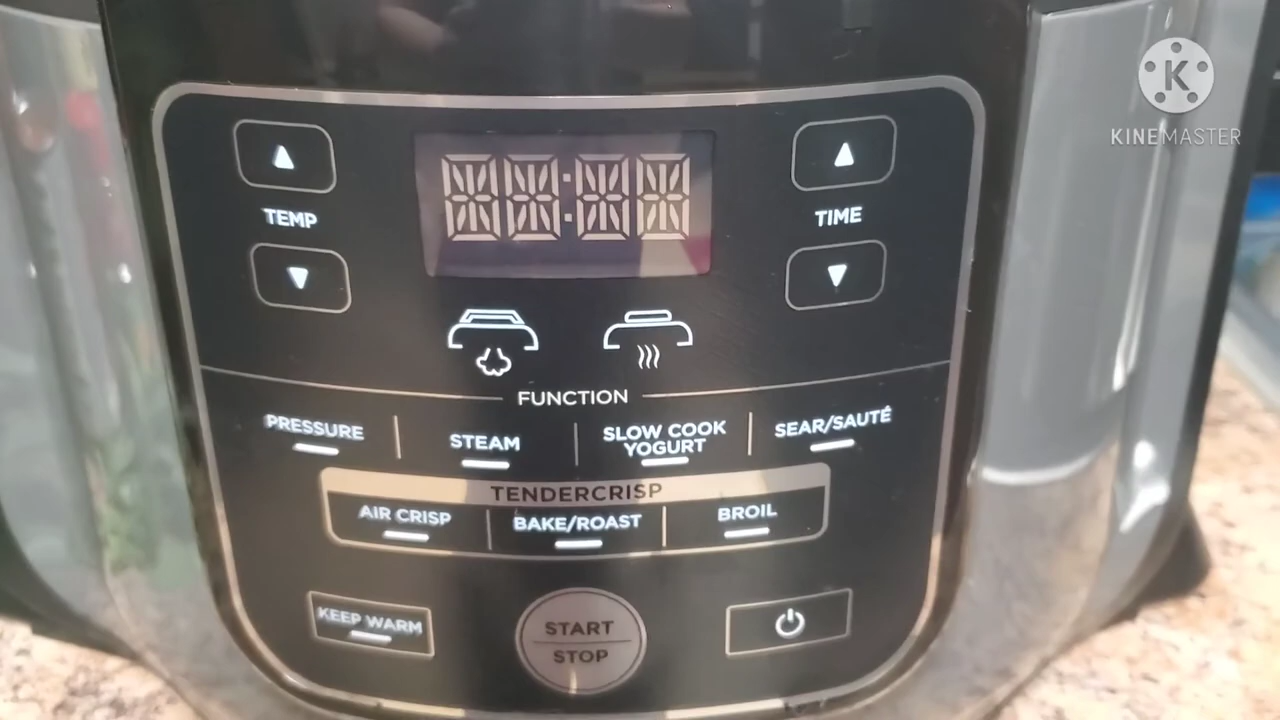 K
KINEMASTER
TEMP
TIME
FUNCTION
PRESSURE
STEAM
SLOW COOK
YOGURT
SEAR/SAUTÉ
TENDERCRISP
AIR CRISP
BAKE/ROAST
BROIL
KEEP WARM
START
STOP